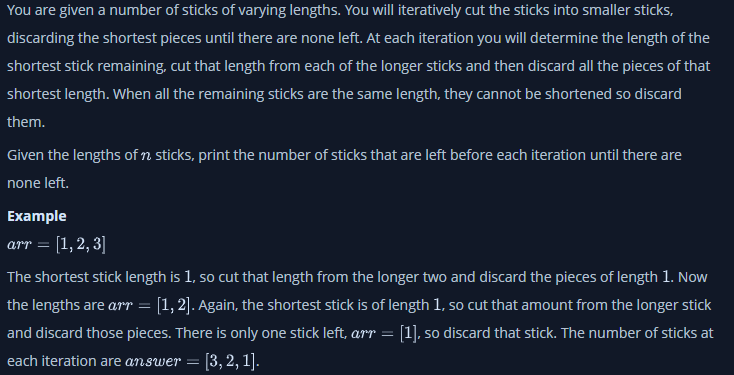 You are given a number of sticks of varying lengths. You will iteratively cut the sticks into smaller sticks,
discarding the shortest pieces until there are none left. At each iteration you will determine the length of the
shortest stick remaining, cut that length from each of the longer sticks and then discard all the pieces of that
shortest length. When all the remaining sticks are the same length, they cannot be shortened so discard
them.
Given the lengths of n sticks, print the number of sticks that are left before each iteration until there are
none left.
Example
arr = [1, 2, 3]
The shortest stick length is 1, so cut that length from the longer two and discard the pieces of length 1. Now
the lengths are arr = [1, 2]. Again, the shortest stick is of length 1, so cut that amount from the longer stick
and discard those pieces. There is only one stick left, arr = [1], so discard that stick. The number of sticks at
each iteration are answer = [3, 2, 1].